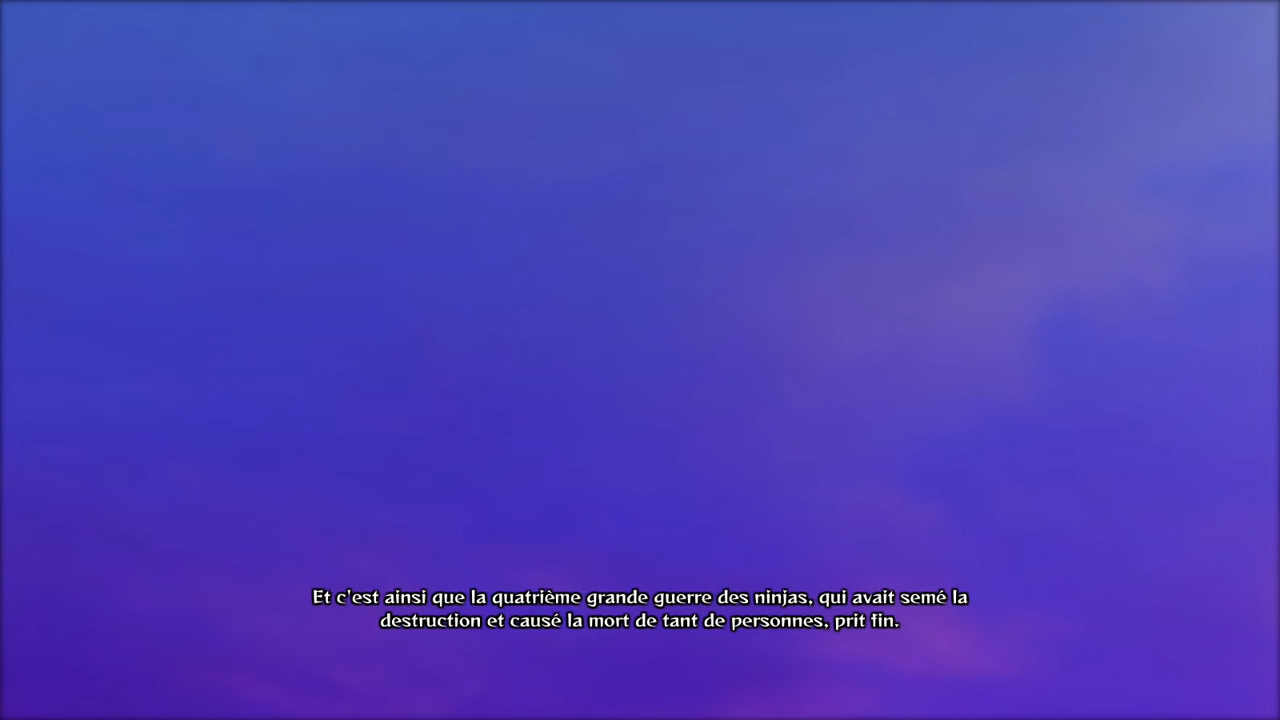 Et c'est ainsi que la quatrième grande guerre des ninjas, qui avait semé la
destruction et causé la mort de tant de personnes, prit fin.